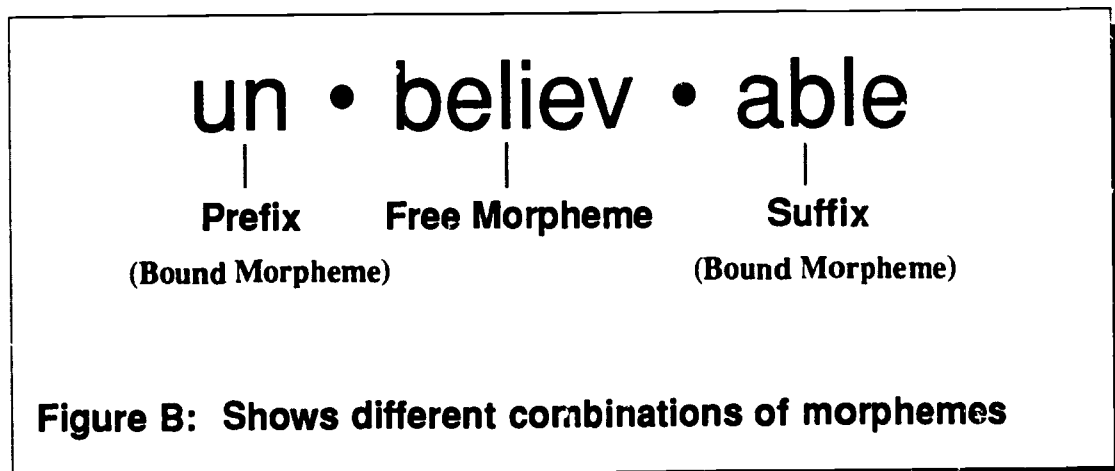 un • believ • able
Prefix Free Morpheme Suffix
(Bound Morpheme) (Bound Morpheme)
Figure B: Shows different combinations of morphemes